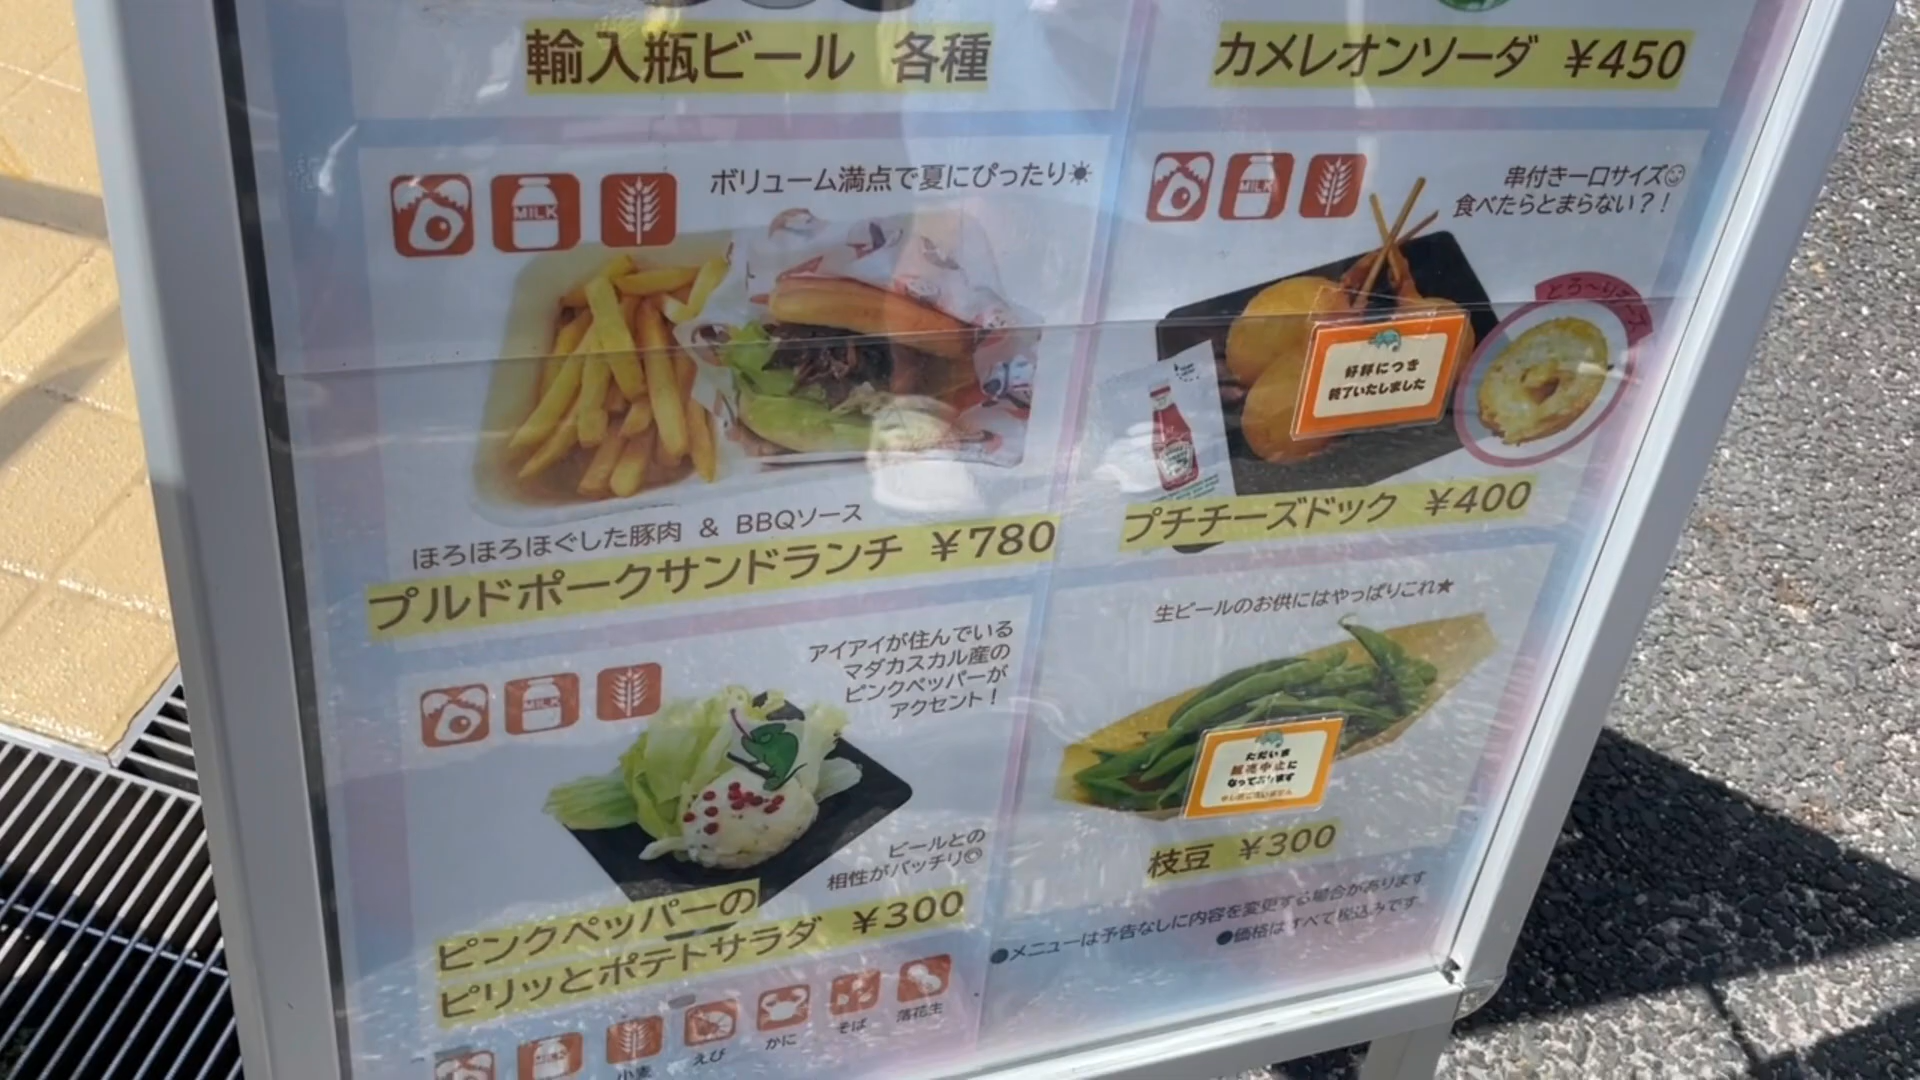 輸入瓶ビール 各種
カメレオンソーダ ¥450
MILK
ボリューム満点で夏にぴったり☀
MILK
串付き一口サイズ☺
食べたらとまらない?!
とろ~り
好評につき
終了いたしました
ほろほろほぐした豚肉 & BBQソース
プルドポークサンドランチ ¥780
プチチーズドック ¥400
MILK
アイアイが住んでいる
マダカスカル産の
ピンクペッパーが
アクセント!
ビールとの
相性がバッチリ◎
ピンクペッパーの
ピリッとポテトサラダ ¥300
生ビールのお供にはやっぱりこれ★
ただいま
販売中止に
なっております
申し訳ございません
枝豆 ¥300
●メニューは予告なしに内容を変更する場合があります
●価格はすべて税込みです
小麦
えび
かに
そば
落花生